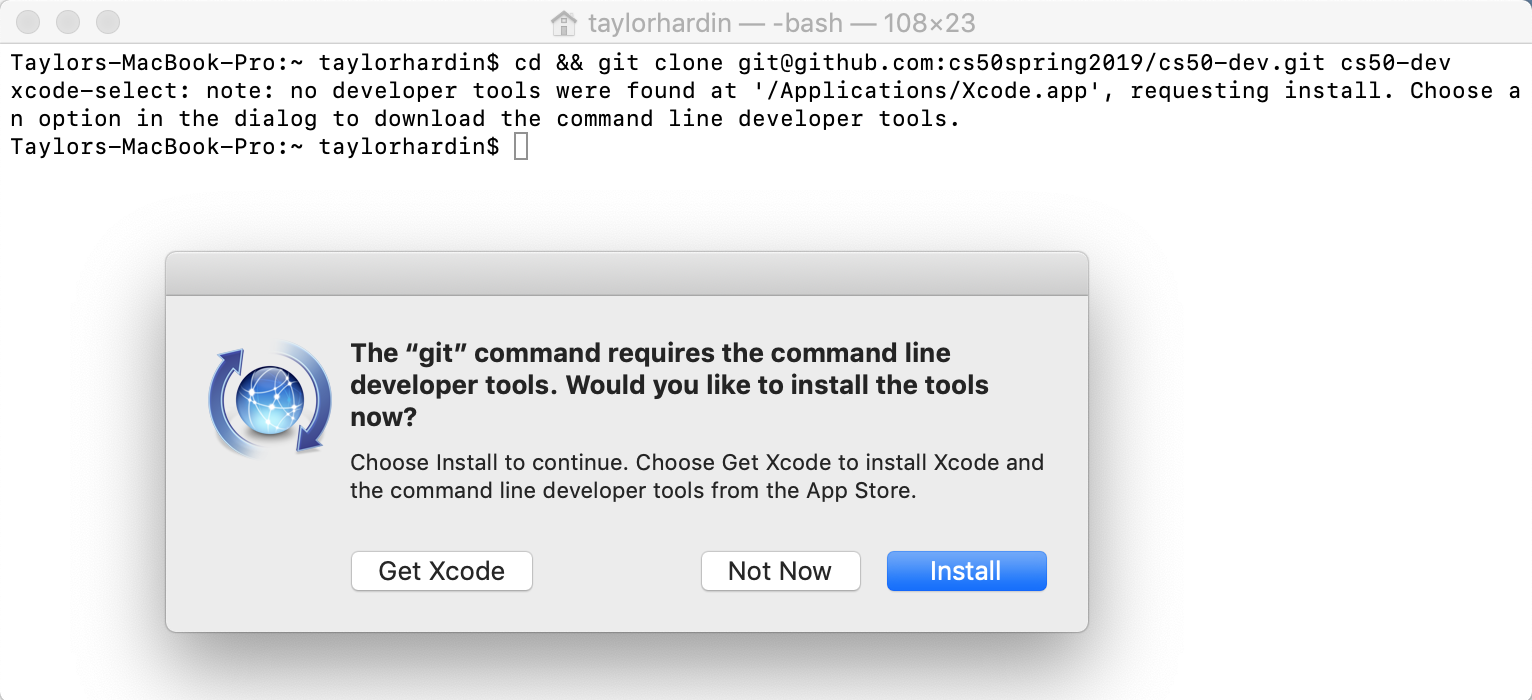 taylorhardin — -bash — 108×23
Taylors-MacBook-Pro:~ taylorhardin$ cd && git clone git@github.com:cs50spring2019/cs50-dev.git cs50-dev
xcode-select: note: no developer tools were found at '/Applications/Xcode.app', requesting install. Choose a
n option in the dialog to download the command line developer tools.
Taylors-MacBook-Pro:~ taylorhardin$
The “git” command requires the command line
developer tools. Would you like to install the tools
now?
Choose Install to continue. Choose Get Xcode to install Xcode and
the command line developer tools from the App Store.
Get Xcode Not Now Install